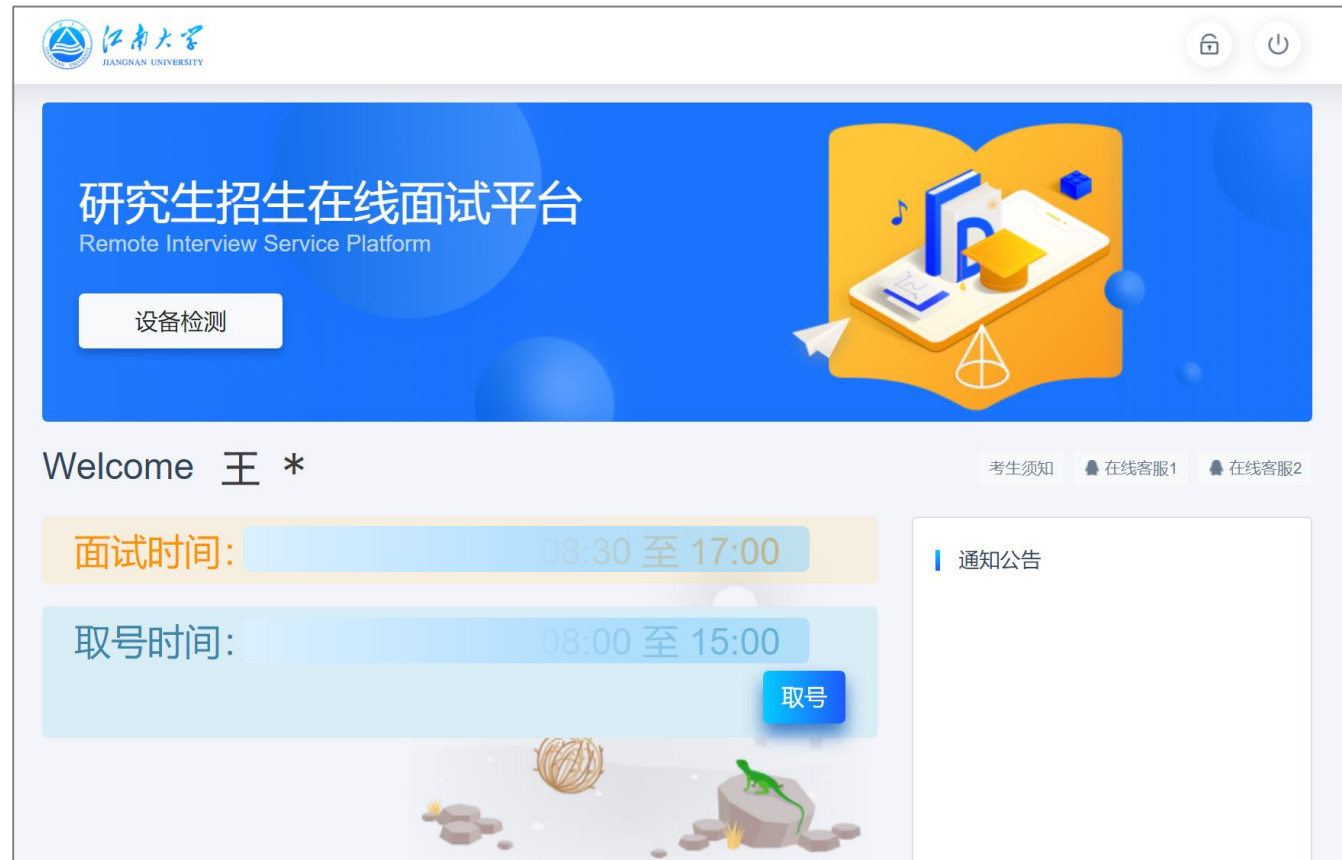 江南大学
JIANGNAN UNIVERSITY
研究生招生在线面试平台
Remote Interview Service Platform
设备检测
Welcome 王 *
考生须知 在线客服1 在线客服2
面试时间: 08:30 至 17:00
通知公告
取号时间: 08:00 至 15:00
取号